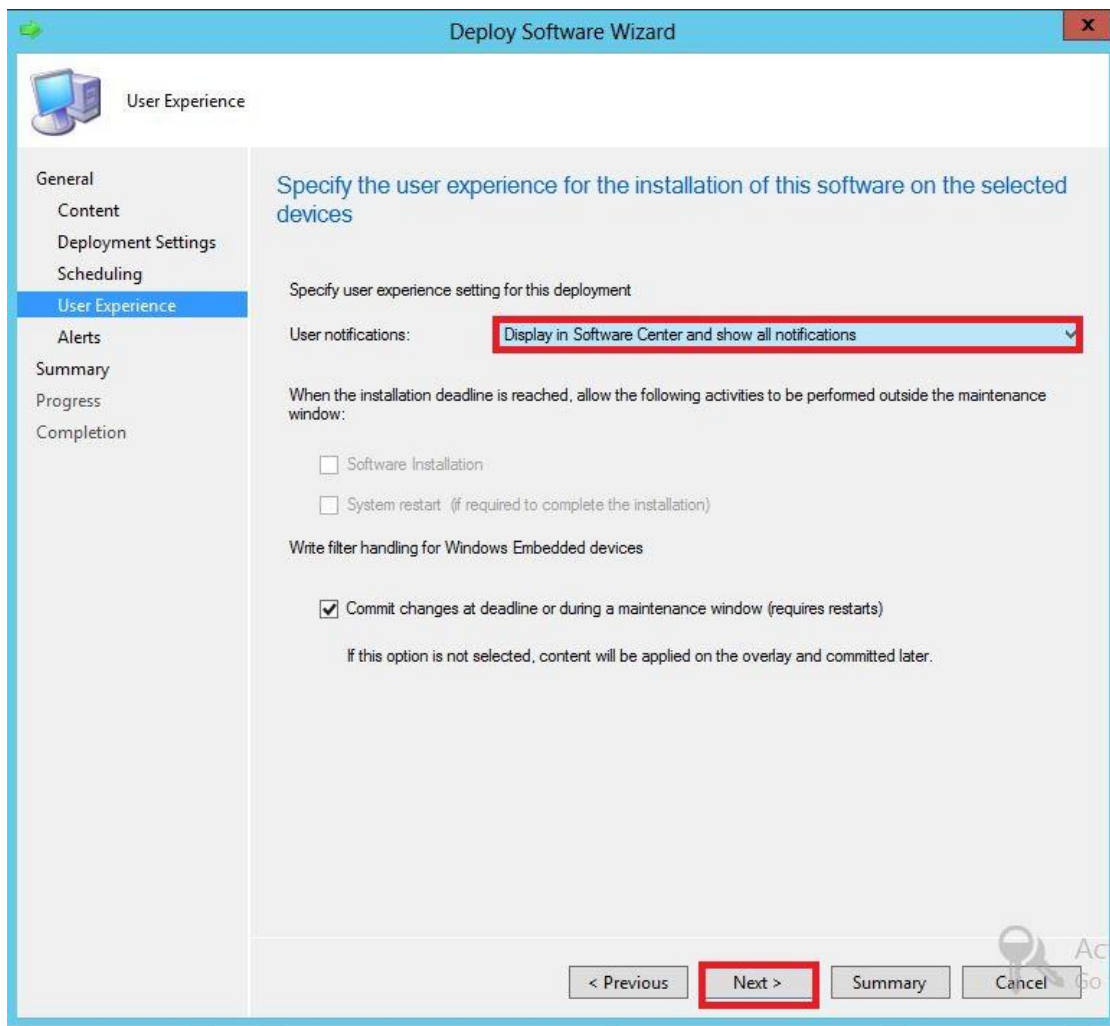 Deploy Software Wizard
x
User Experience
General
Content
Deployment Settings
Scheduling
User Experience
Alerts
Summary
Progress
Completion
Specify the user experience for the installation of this software on the selected
devices
Specify user experience setting for this deployment
User notifications:
Display in Software Center and show all notifications
When the installation deadline is reached, allow the following activities to be performed outside the maintenance
window:
Software Installation
System restart (if required to complete the installation)
Write filter handling for Windows Embedded devices
Commit changes at deadline or during a maintenance window (requires restarts)
If this option is not selected, content will be applied on the overlay and committed later.
Ac
Go
< Previous
Next >
Summary
Cancel